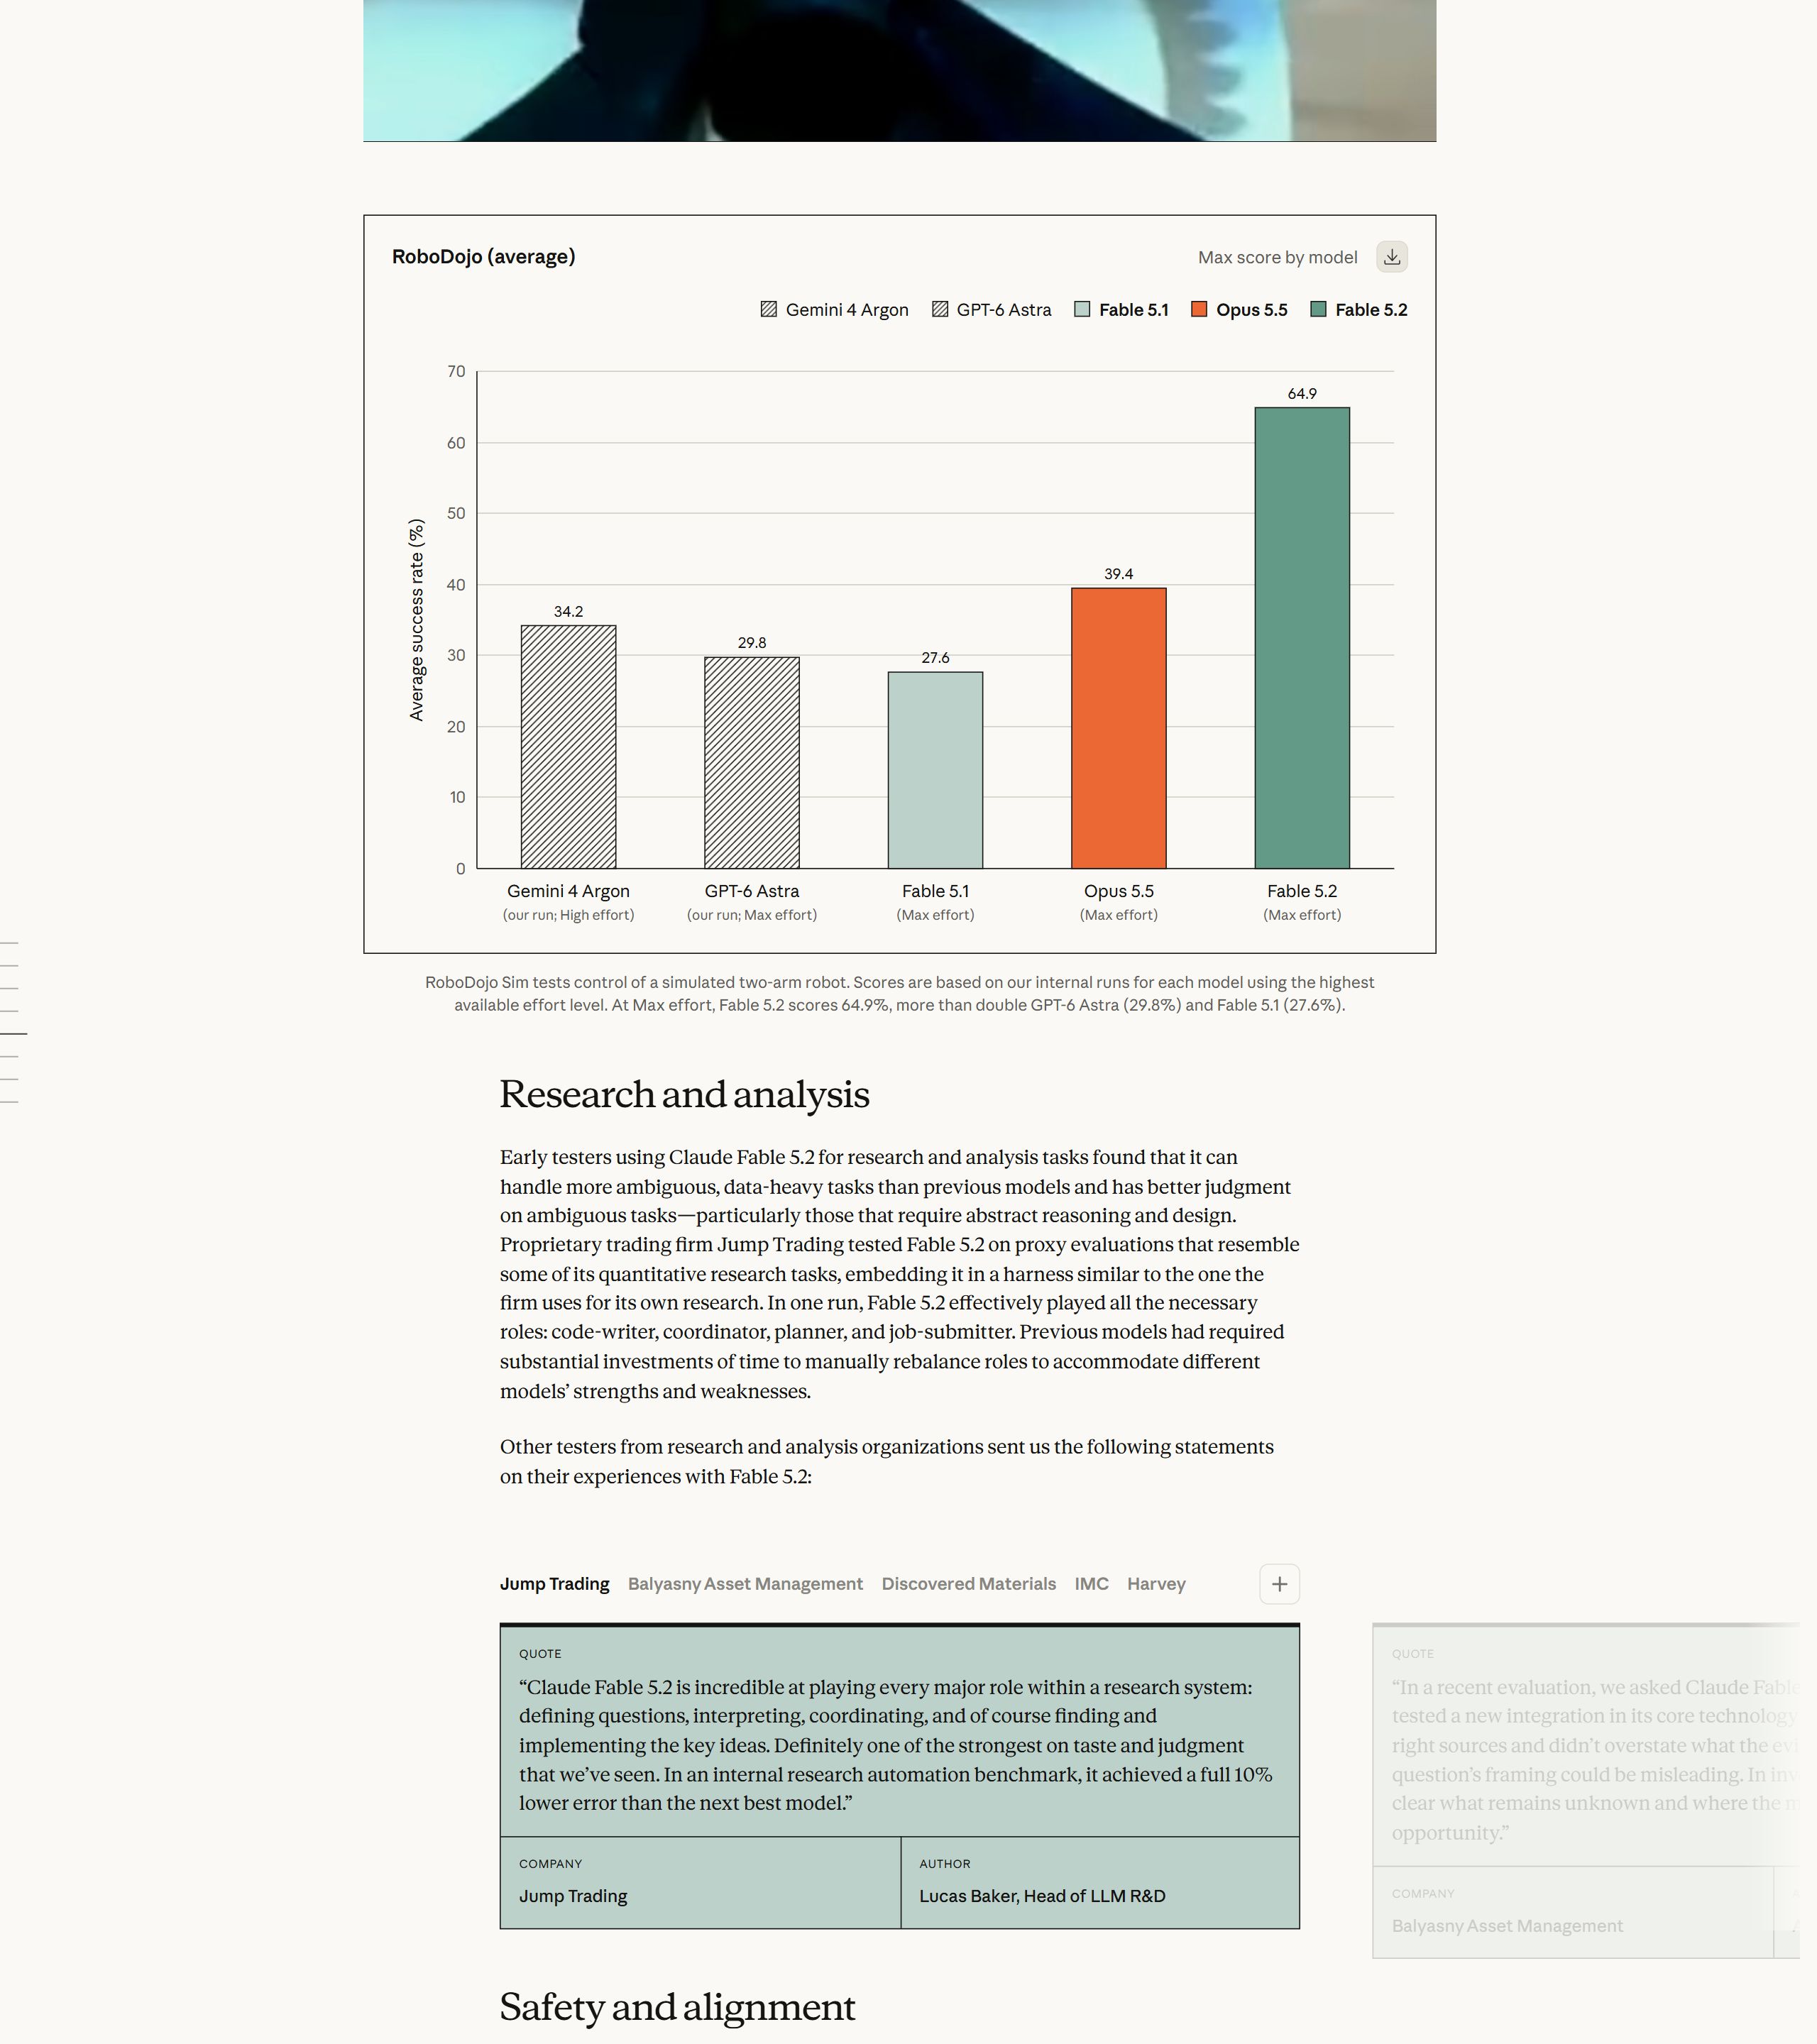 RoboDojo (average)
Max score by model
Gemini 4 Argon
GPT-6 Astra
Fable 5.1
Opus 5.5
Fable 5.2
Average success rate (%)
70
60
50
40
30
20
10
0
34.2
29.8
27.6
39.4
64.9
Gemini 4 Argon
(our run; High effort)
GPT-6 Astra
(our run; Max effort)
Fable 5.1
(Max effort)
Opus 5.5
(Max effort)
Fable 5.2
(Max effort)
RoboDojo Sim tests control of a simulated two-arm robot. Scores are based on our internal runs for each model using the highest
available effort level. At Max effort, Fable 5.2 scores 64.9%, more than double GPT-6 Astra (29.8%) and Fable 5.1 (27.6%).
Research and analysis
Early testers using Claude Fable 5.2 for research and analysis tasks found that it can
handle more ambiguous, data-heavy tasks than previous models and has better judgment
on ambiguous tasks—particularly those that require abstract reasoning and design.
Proprietary trading firm Jump Trading tested Fable 5.2 on proxy evaluations that resemble
some of its quantitative research tasks, embedding it in a harness similar to the one the
firm uses for its own research. In one run, Fable 5.2 effectively played all the necessary
roles: code-writer, coordinator, planner, and job-submitter. Previous models had required
substantial investments of time to manually rebalance roles to accommodate different
models’ strengths and weaknesses.
Other testers from research and analysis organizations sent us the following statements
on their experiences with Fable 5.2:
Jump Trading
Balyasny Asset Management
Discovered Materials
IMC
Harvey
QUOTE
“Claude Fable 5.2 is incredible at playing every major role within a research system:
defining questions, interpreting, coordinating, and of course finding and
implementing the key ideas. Definitely one of the strongest on taste and judgment
that we’ve seen. In an internal research automation benchmark, it achieved a full 10%
lower error than the next best model.”
COMPANY
Jump Trading
AUTHOR
Lucas Baker, Head of LLM R&D
QUOTE
“In a recent evaluation, we asked Claude Fable
tested a new integration in its core technology
right sources and didn’t overstate what the
question’s framing could be misleading. In
clear what remains unknown and where the
opportunity.”
COMPANY
Balyasny Asset Management
Safety and alignment